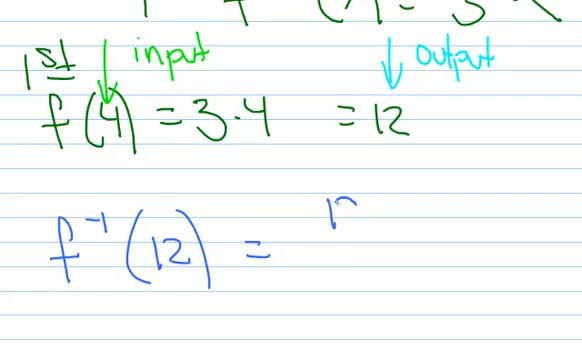 1st input output
f(4) = 3·4 = 12
f⁻¹(12) =